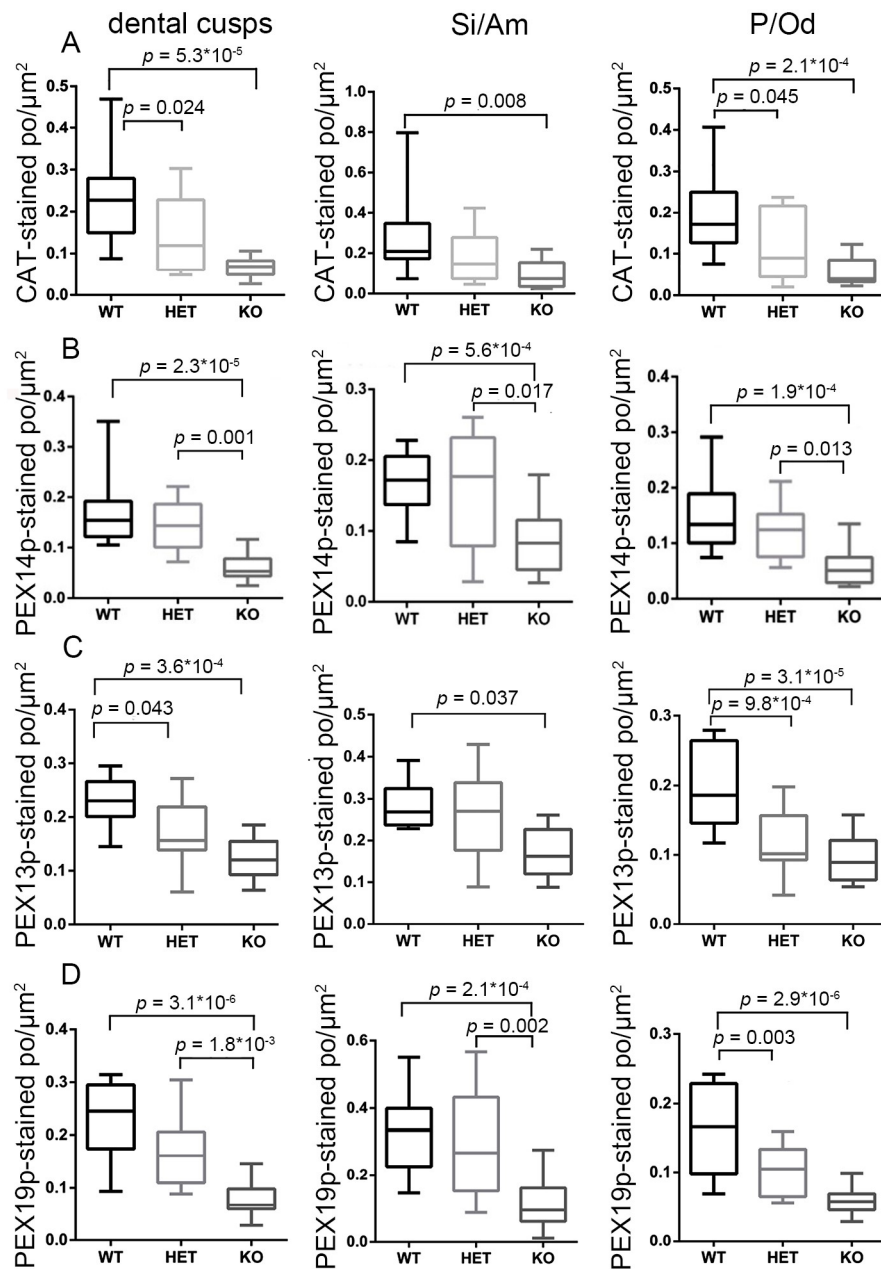 dental cusps Si/Am P/Od
A
CAT-stained po/μm²
0.5
0.4
0.3
0.2
0.1
0.0
p = 5.3*10⁻⁵
p = 0.024
WT HET KO
CAT-stained po/μm²
1.0
0.8
0.6
0.4
0.2
0.0
p = 0.008
WT HET KO
CAT-stained po/μm²
0.5
0.4
0.3
0.2
0.1
0.0
p = 2.1*10⁻⁴
p = 0.045
WT HET KO
B
PEX14p-stained po/μm²
0.4
0.3
0.2
0.1
0.0
p = 2.3*10⁻⁵
p = 0.001
WT HET KO
PEX14p-stained po/μm²
0.3
0.2
0.1
0.0
p = 5.6*10⁻⁴
p = 0.017
WT HET KO
PEX14p-stained po/μm²
0.4
0.3
0.2
0.1
0.0
p = 1.9*10⁻⁴
p = 0.013
WT HET KO
C
PEX13p-stained po/μm²
0.4
0.3
0.2
0.1
0.0
p = 3.6*10⁻⁴
p = 0.043
WT HET KO
PEX13p-stained po/μm²
0.5
0.4
0.3
0.2
0.1
0.0
p = 0.037
WT HET KO
PEX13p-stained po/μm²
0.3
0.2
0.1
0.0
p = 3.1*10⁻⁵
p = 9.8*10⁻⁴
WT HET KO
D
PEX19p-stained po/μm²
0.4
0.3
0.2
0.1
0.0
p = 3.1*10⁻⁶
p = 1.8*10⁻³
WT HET KO
PEX19p-stained po/μm²
0.6
0.4
0.2
0.0
p = 2.1*10⁻⁴
p = 0.002
WT HET KO
PEX19p-stained po/μm²
0.3
0.2
0.1
0.0
p = 2.9*10⁻⁶
p = 0.003
WT HET KO